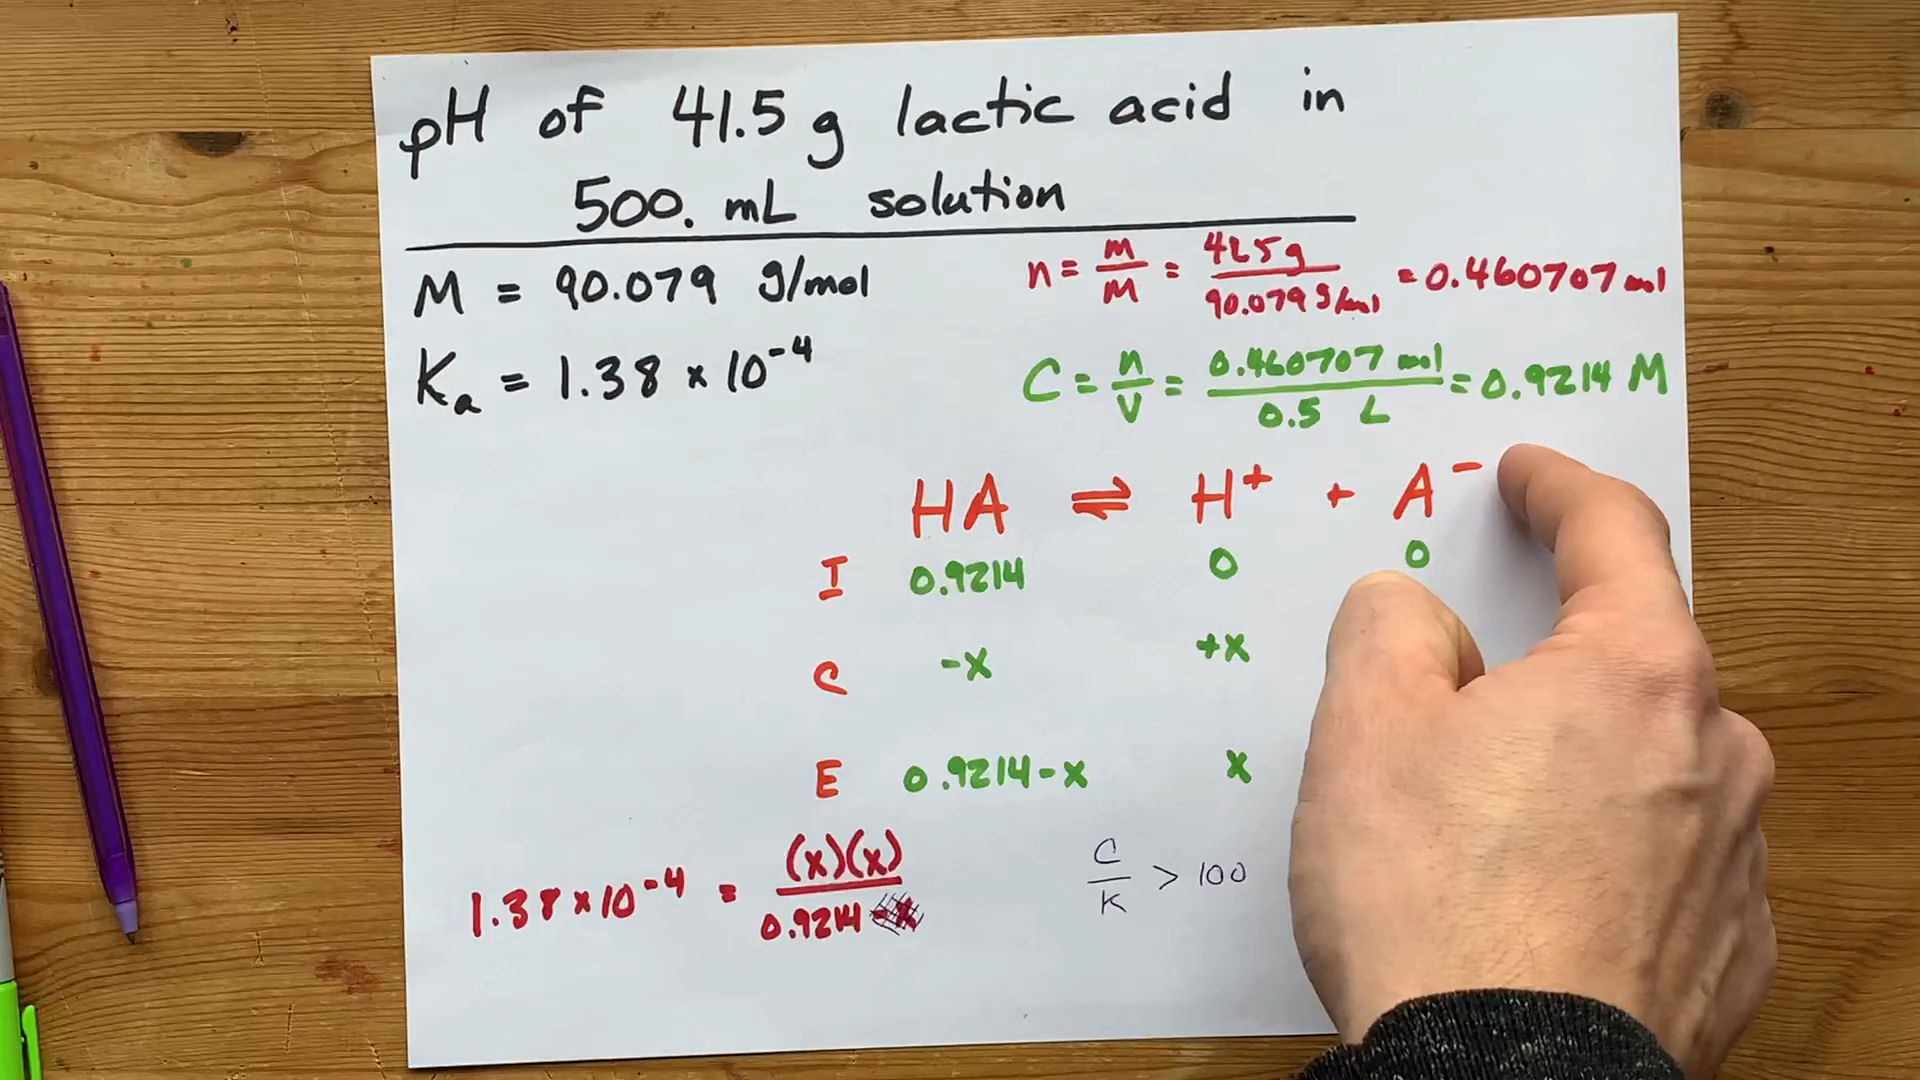 pH of 41.5 g lactic acid in
500. mL solution
M = 90.079 g/mol
n = m/M = 41.5 g / 90.079 g/mol = 0.460707 mol
Ka = 1.38 × 10⁻⁴
C = n/V = 0.460707 mol / 0.5 L = 0.9214 M
HA ⇌ H⁺ + A⁻
I 0.9214 0 0
C -x +x
E 0.9214-x x
1.38×10⁻⁴ = (x)(x) / 0.9214
C/K > 100